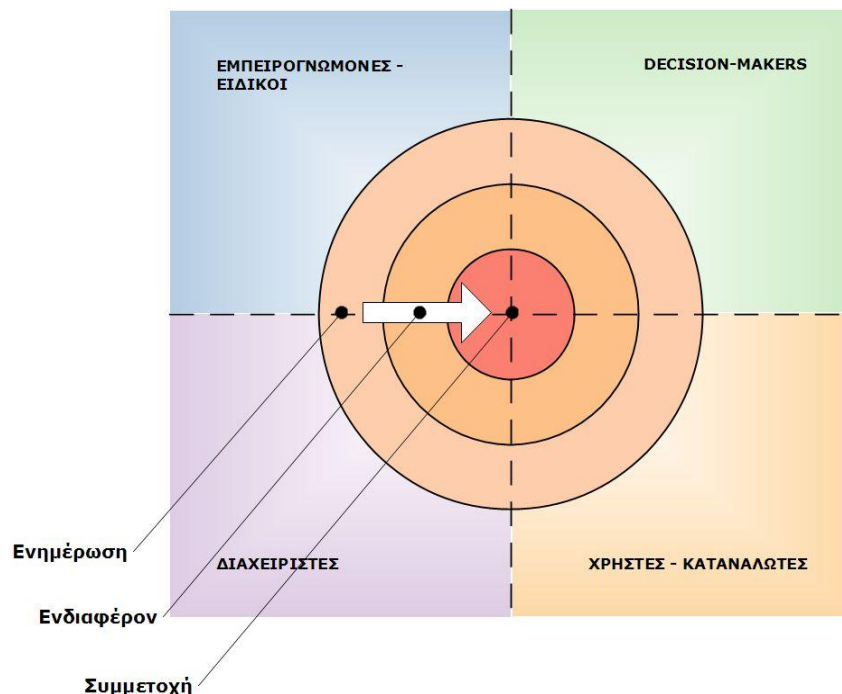 ΕΜΠΕΙΡΟΓΝΩΜΟΝΕΣ -
ΕΙΔΙΚΟΙ
DECISION-MAKERS
Ενημέρωση
ΔΙΑΧΕΙΡΙΣΤΕΣ
ΧΡΗΣΤΕΣ - ΚΑΤΑΝΑΛΩΤΕΣ
Ενδιαφέρον
Συμμετοχή